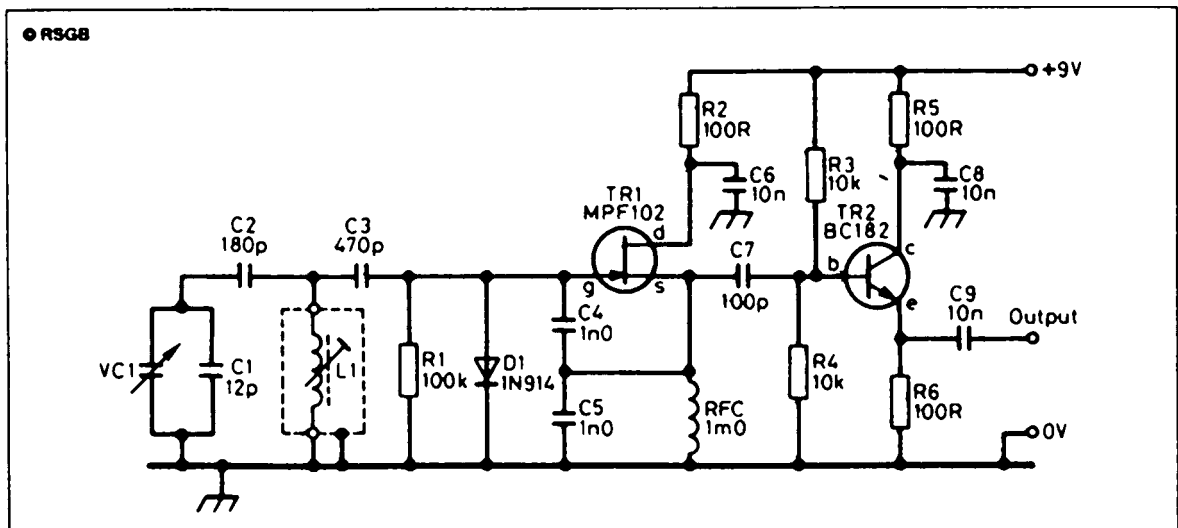 © RSGB
+9V
R2
100R
R5
100R
R3
10k
C6
10n
C8
10n
TR1
MPF102
TR2
BC182
d
C2
180p
C3
470p
C7
100p
b
c
g
s
e
C9
10n
Output
C4
1n0
VC1
C1
12p
L1
R1
100k
D1
1N914
R4
10k
C5
1n0
RFC
1m0
R6
100R
0V